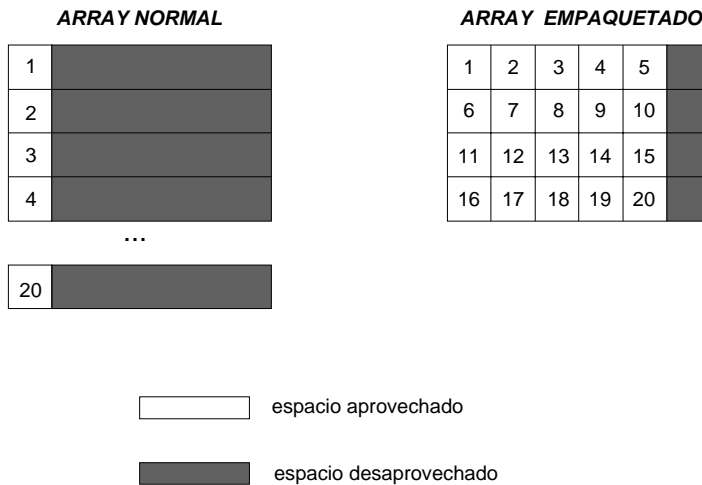 ARRAY NORMAL
ARRAY EMPAQUETADO
1
2
3
4
...
20
1 2 3 4 5
6 7 8 9 10
11 12 13 14 15
16 17 18 19 20
espacio aprovechado
espacio desaprovechado